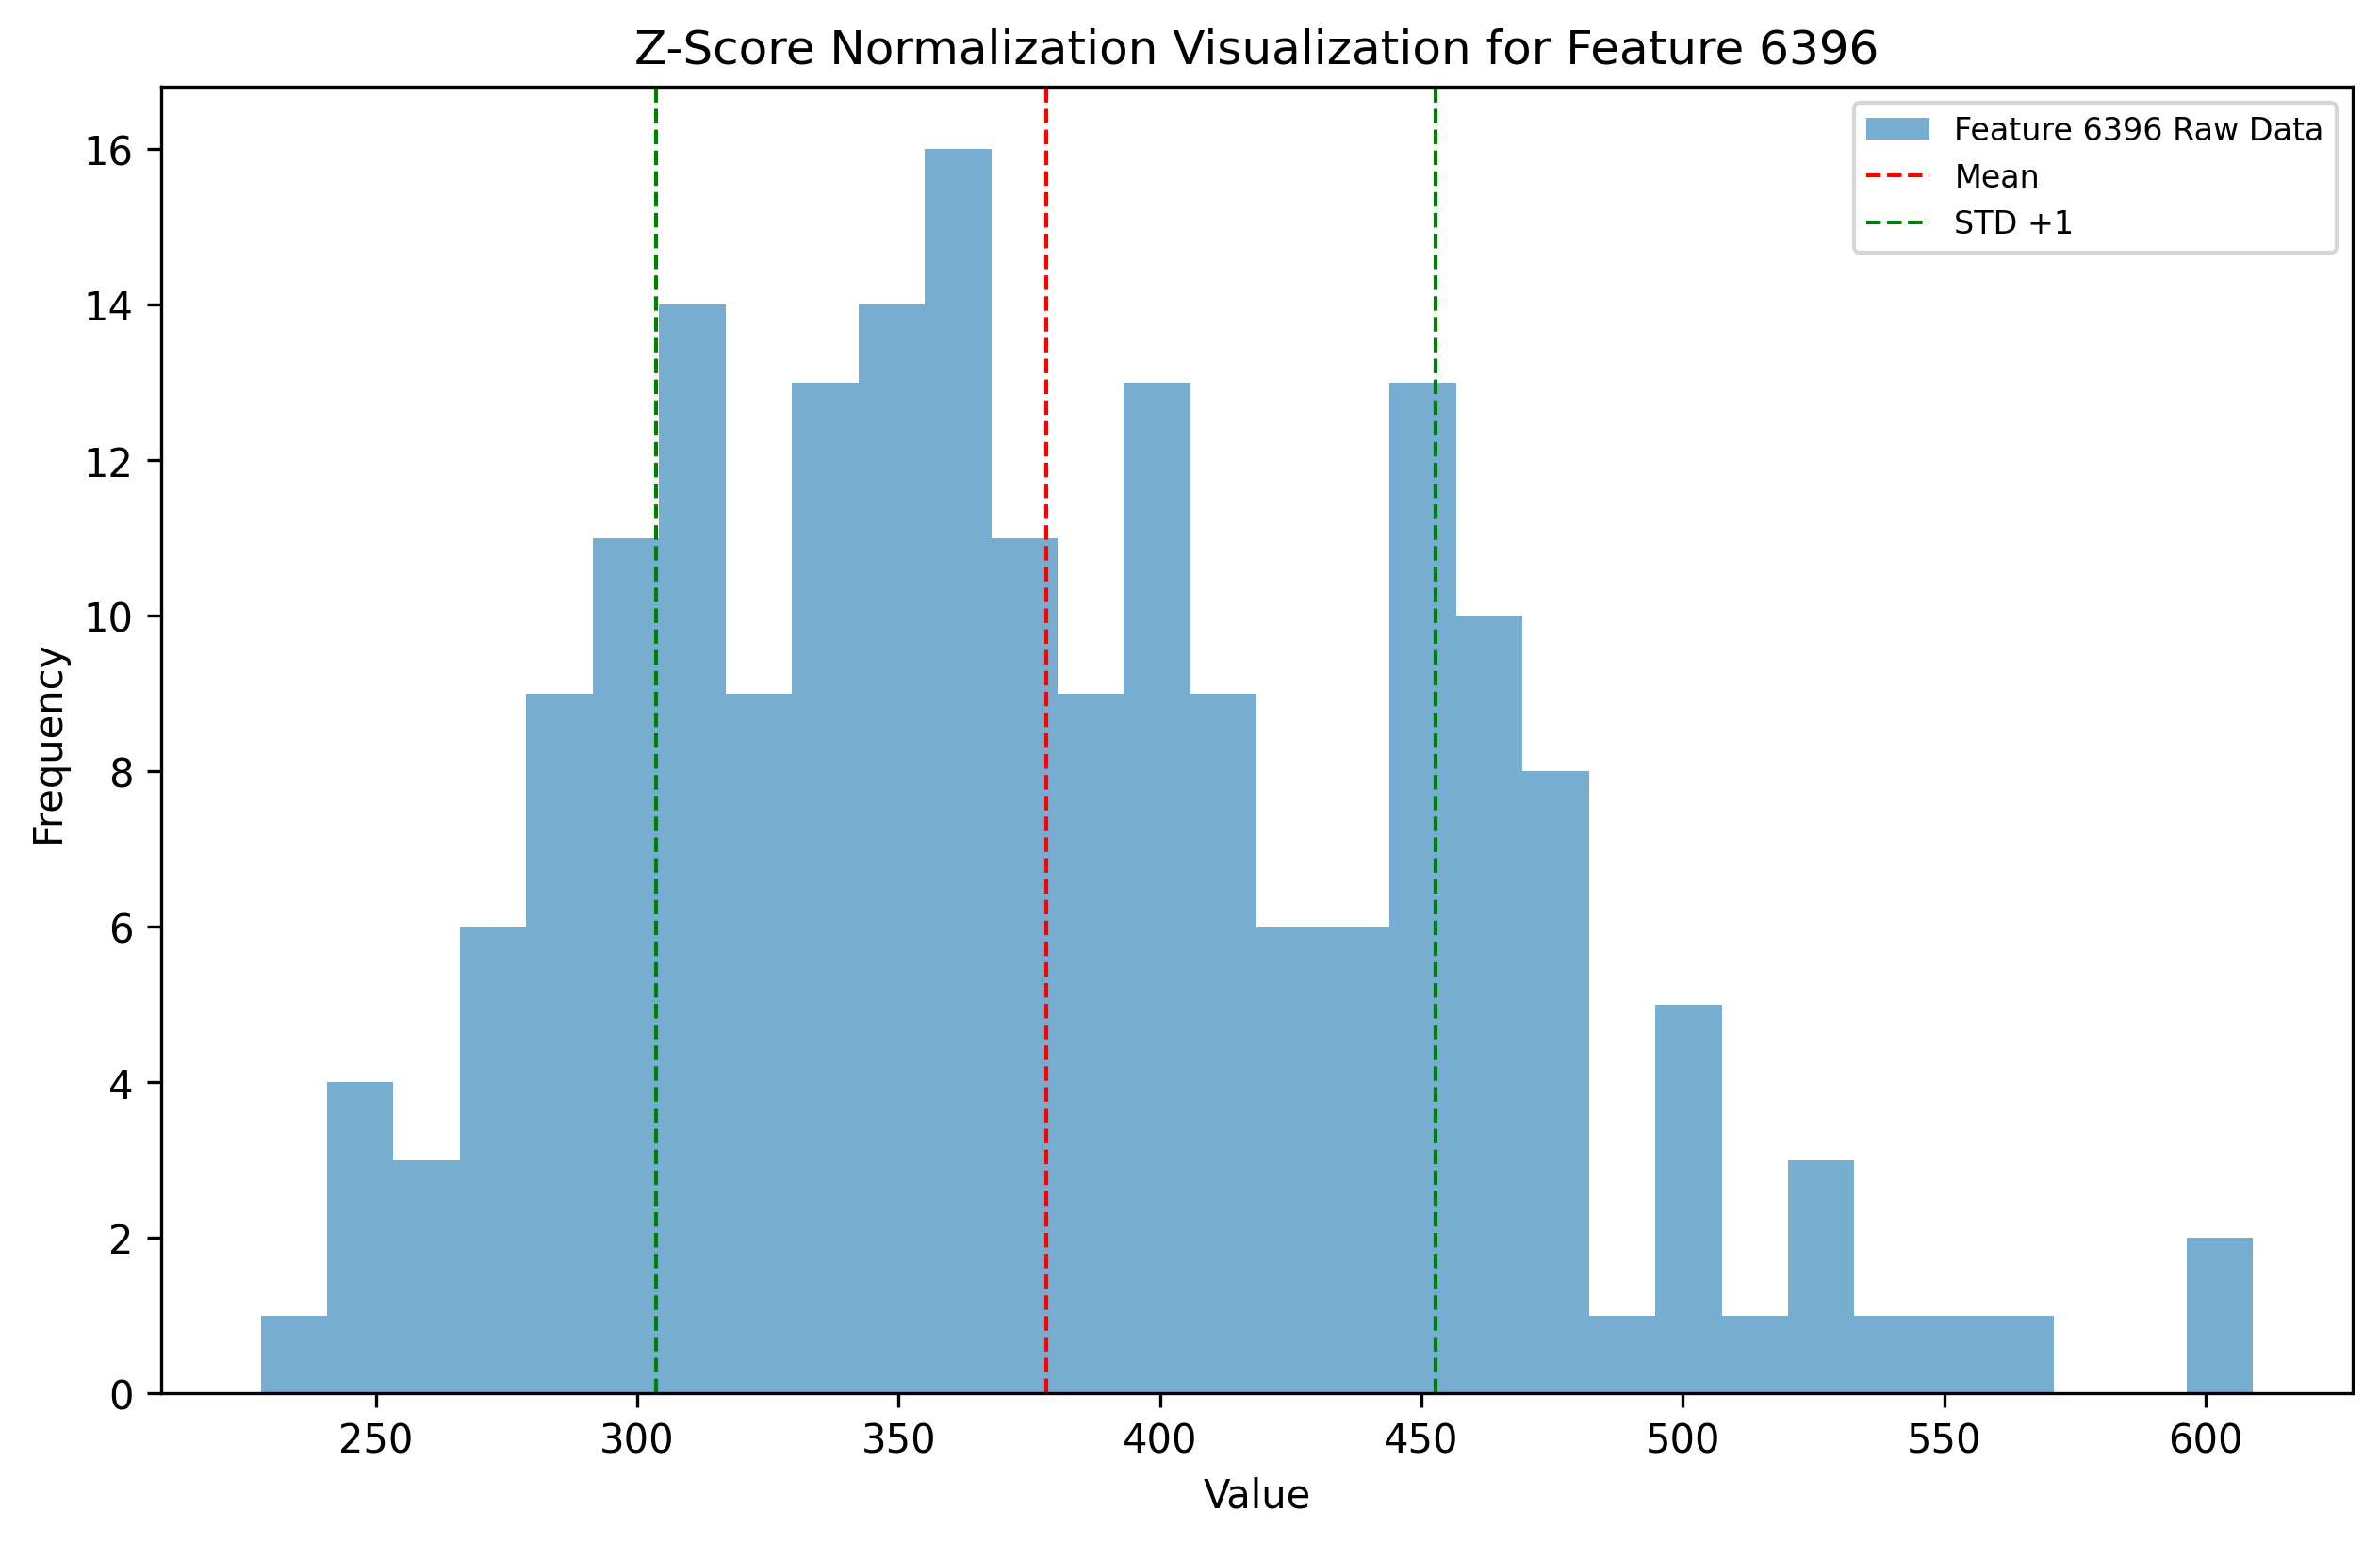 Z-Score Normalization Visualization for Feature 6396
Feature 6396 Raw Data
Mean
STD +1
16
14
12
10
8
6
4
2
0
Frequency
250 300 350 400 450 500 550 600
Value